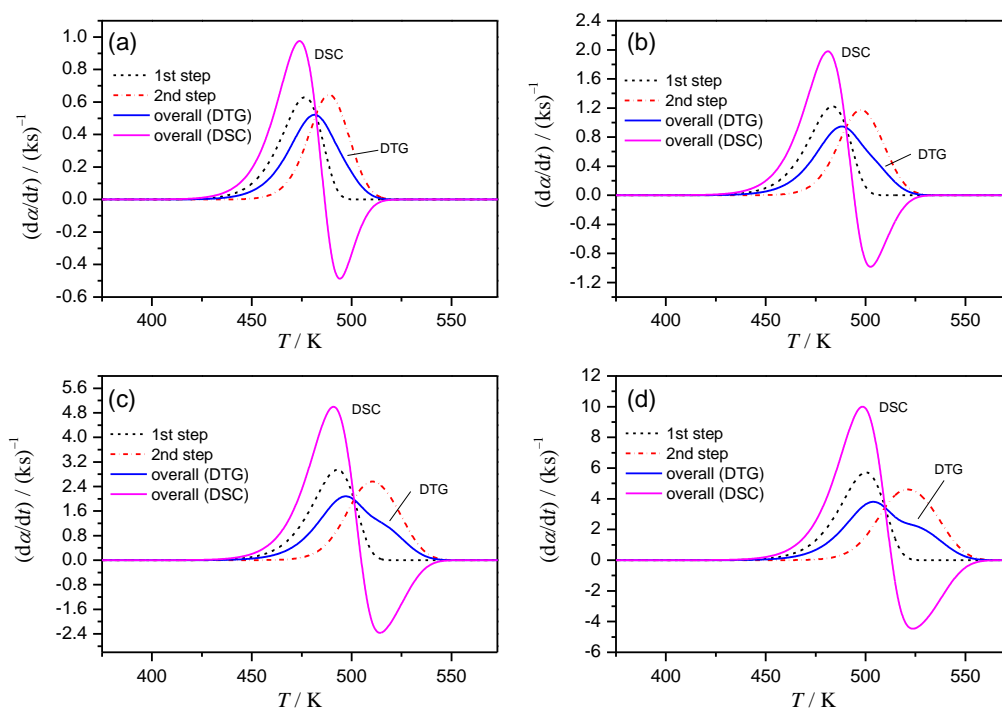 (a)
DSC
1st step
2nd step
overall (DTG)
overall (DSC)
DTG
1.0
0.8
0.6
0.4
0.2
0.0
-0.2
-0.4
-0.6
(dα/dt) / (ks)⁻¹
400 450 500 550
T / K
(b)
DSC
1st step
2nd step
overall (DTG)
overall (DSC)
DTG
2.4
2.0
1.6
1.2
0.8
0.4
0.0
-0.4
-0.8
-1.2
(dα/dt) / (ks)⁻¹
400 450 500 550
T / K
(c)
DSC
1st step
2nd step
overall (DTG)
overall (DSC)
DTG
5.6
4.8
4.0
3.2
2.4
1.6
0.8
0.0
-0.8
-1.6
-2.4
(dα/dt) / (ks)⁻¹
400 450 500 550
T / K
(d)
DSC
1st step
2nd step
overall (DTG)
overall (DSC)
DTG
12
10
8
6
4
2
0
-2
-4
-6
(dα/dt) / (ks)⁻¹
400 450 500 550
T / K